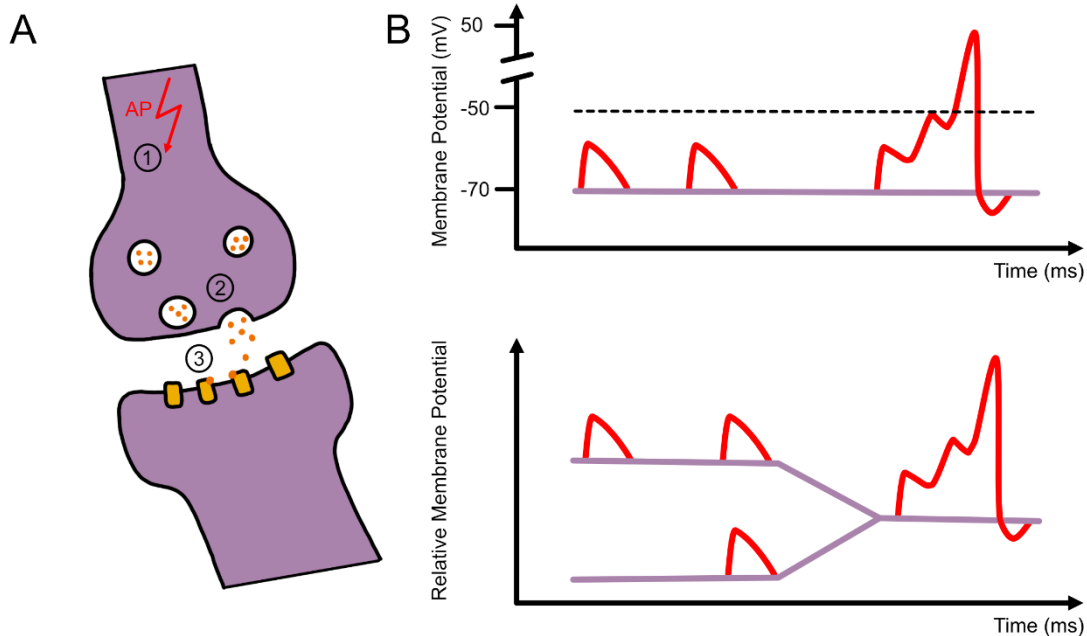 A
AP
1
2
3
B
Membrane Potential (mV)
50
-50
-70
Time (ms)
Relative Membrane Potential
Time (ms)